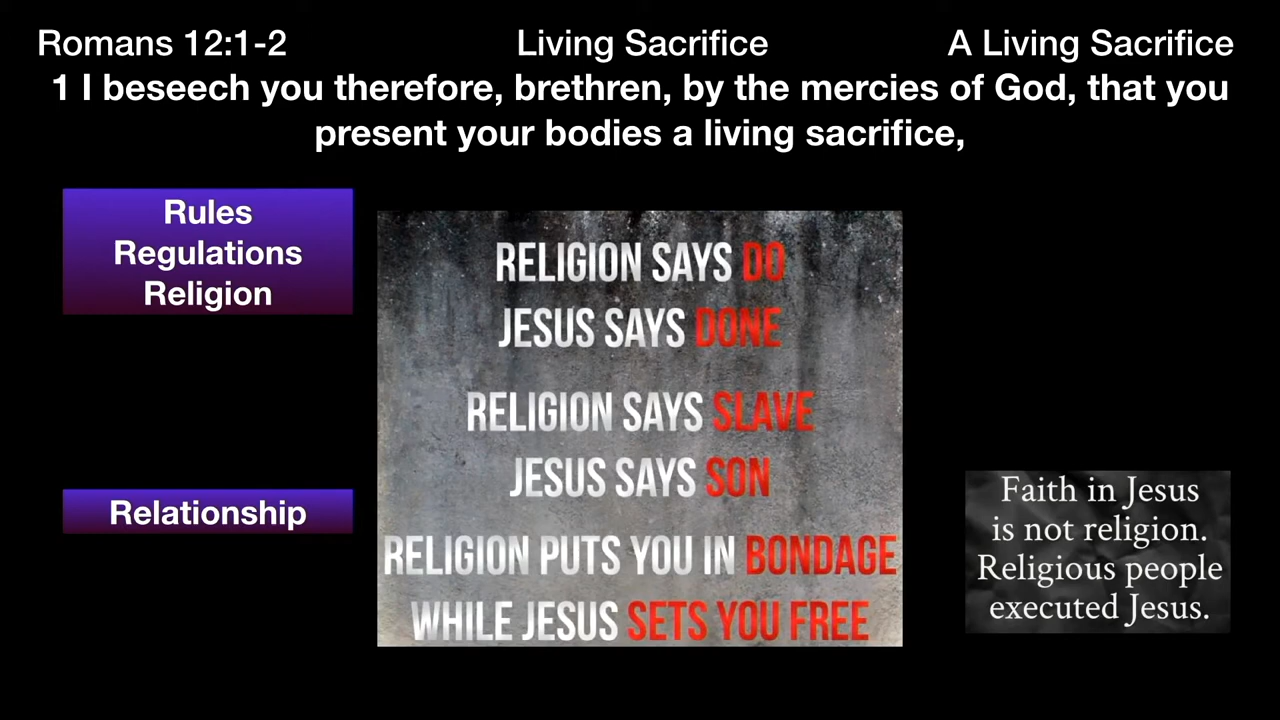 Romans 12:1-2
Living Sacrifice
A Living Sacrifice
1 I beseech you therefore, brethren, by the mercies of God, that you
present your bodies a living sacrifice,
Rules
Regulations
Religion
Relationship
RELIGION SAYS DO
JESUS SAYS DONE
RELIGION SAYS SLAVE
JESUS SAYS SON
RELIGION PUTS YOU IN BONDAGE
WHILE JESUS SETS YOU FREE
Faith in Jesus
is not religion.
Religious people
executed Jesus.